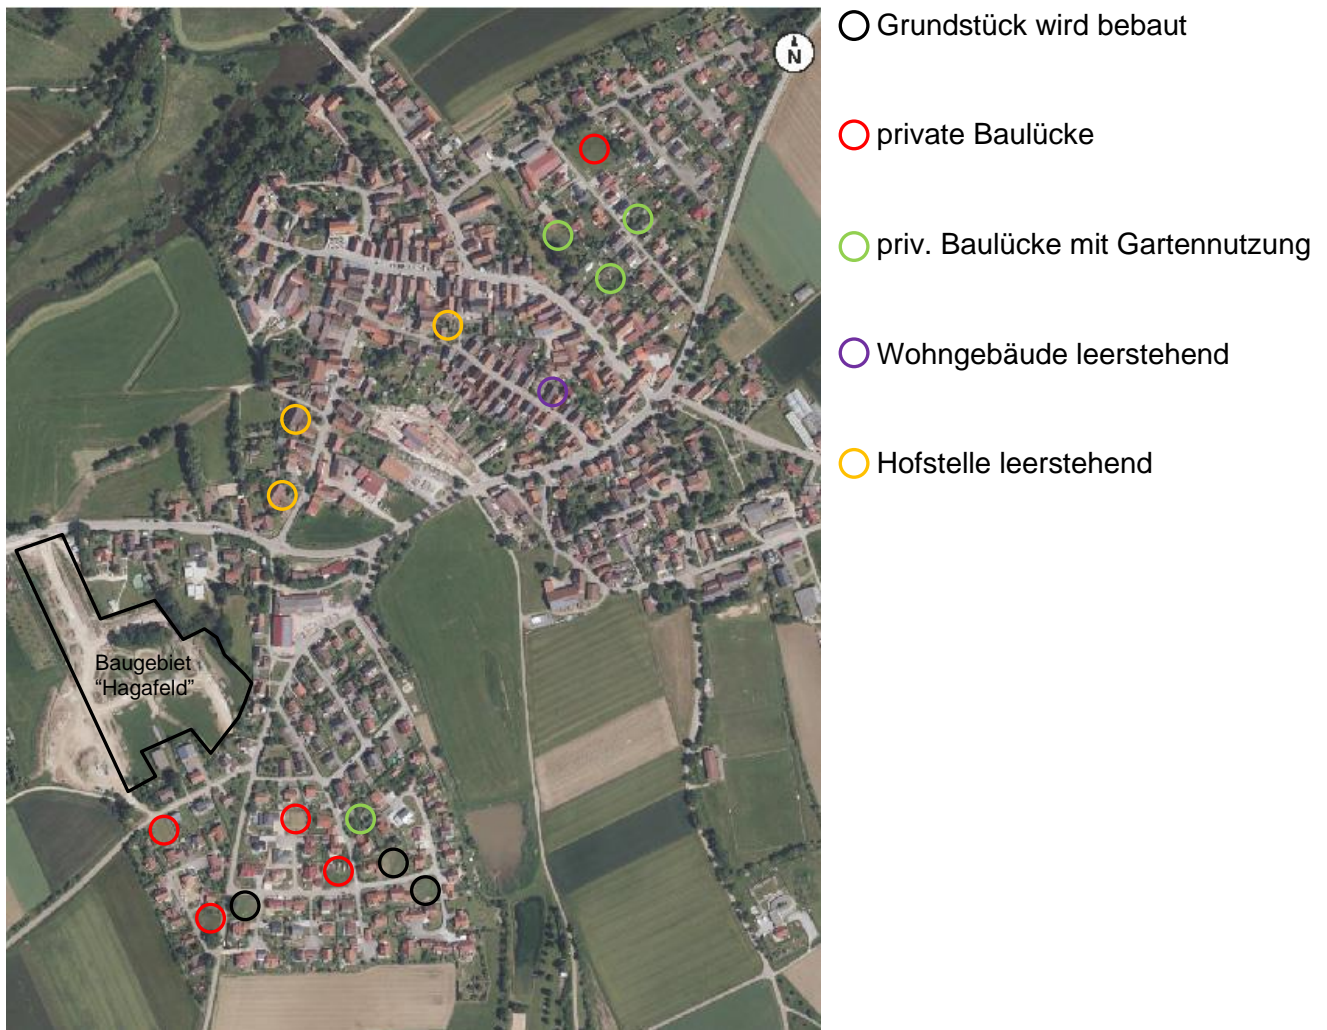 Grundstück wird bebaut
N
private Baulücke
priv. Baulücke mit Gartennutzung
Wohngebäude leerstehend
Hofstelle leerstehend
Baugebiet
“Hagafeld”